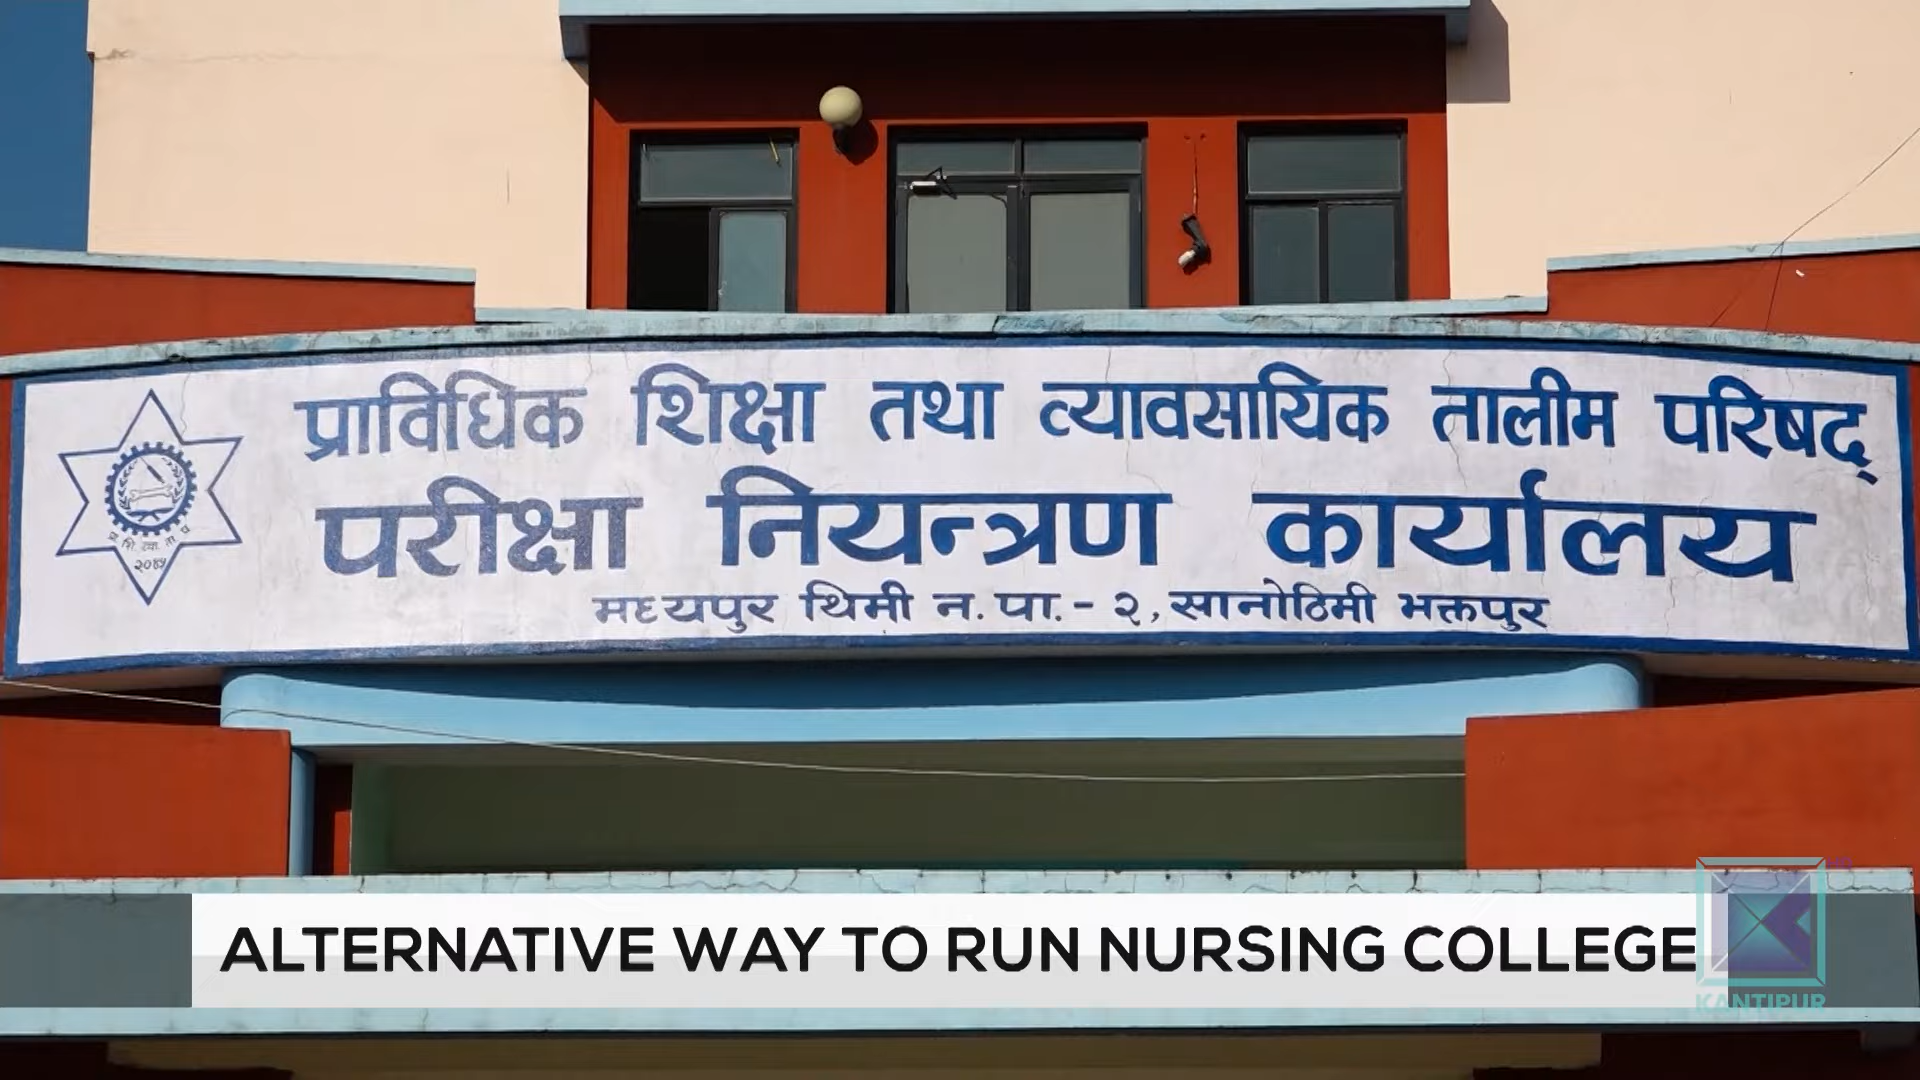 प्राविधिक शिक्षा तथा व्यावसायिक तालीम परिषद्
परीक्षा नियन्त्रण कार्यालय
मध्यपुर थिमी न.पा.- २, सानोठिमी भक्तपुर
प्रा. शि. व्या. ता. प
२०४५
ALTERNATIVE WAY TO RUN NURSING COLLEGE
KANTIPUR